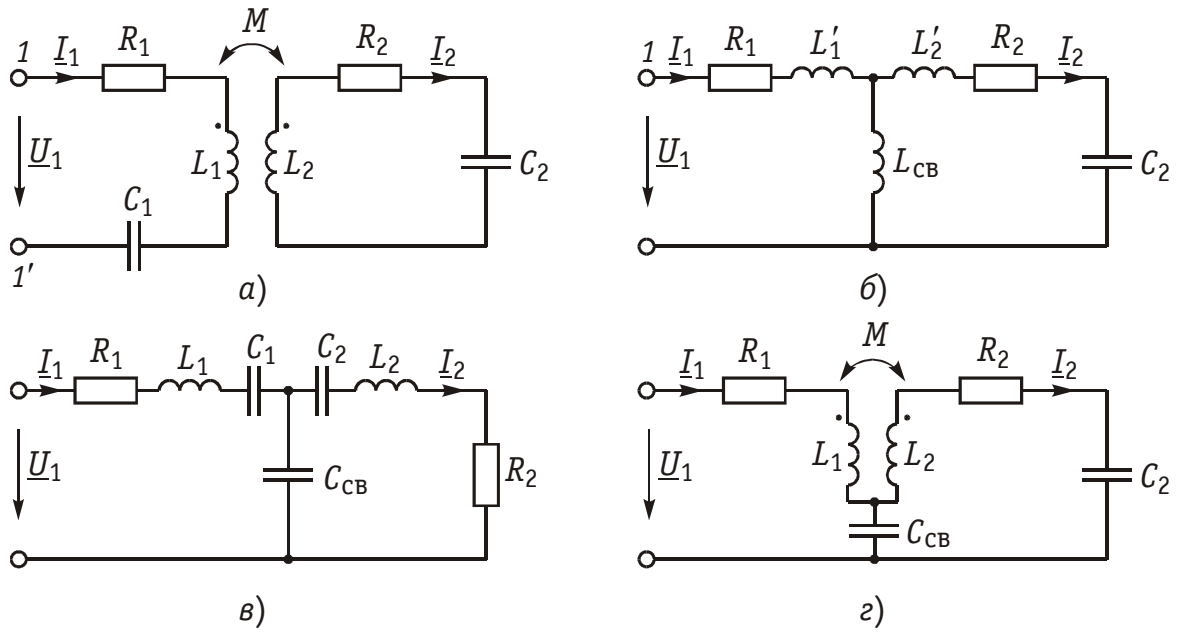 M
1 I1 R1 R2 I2
U1 L1 L2 C2
C1
1'
а)
1 I1 R1 L1' L2' R2 I2
U1 Lсв C2
б)
I1 R1 L1 C1 C2 L2 I2
U1 Cсв R2
в)
M
I1 R1 R2 I2
U1 L1 L2 C2
Cсв
г)